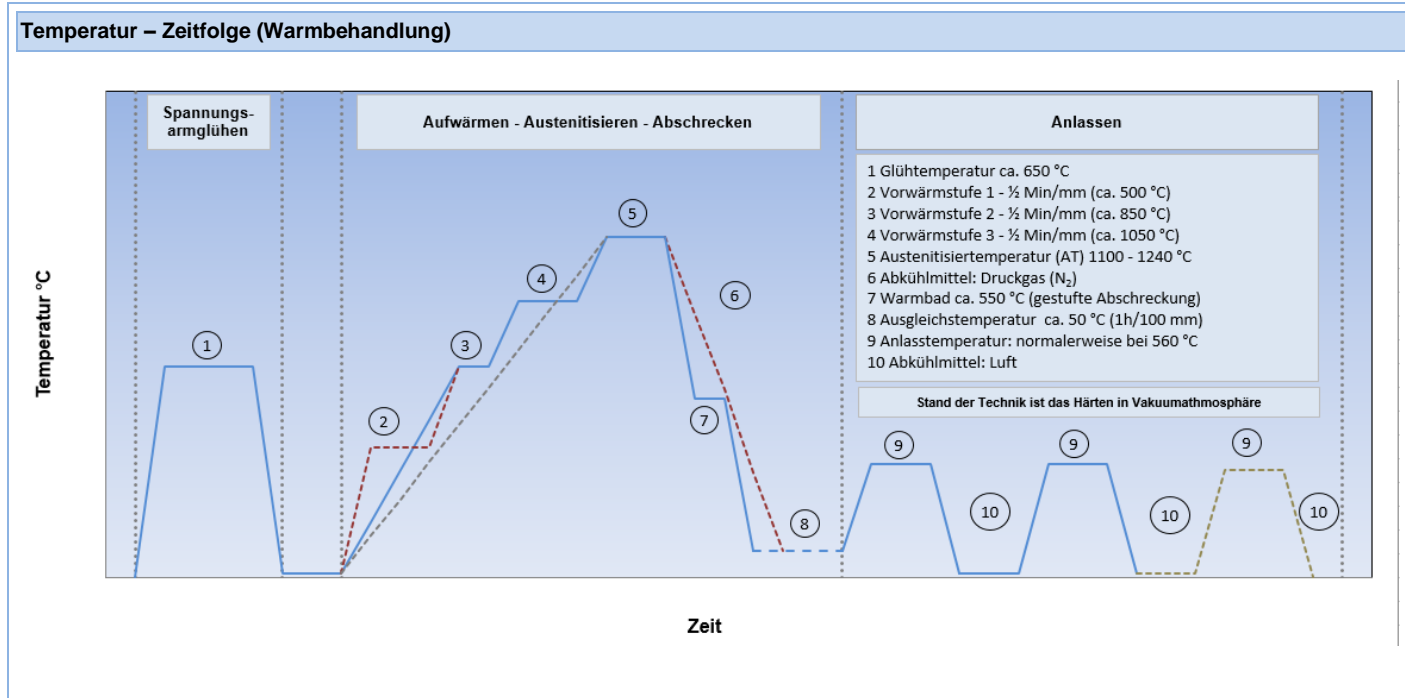 Temperatur – Zeitfolge (Warmbehandlung)
Temperatur °C
Spannungs-
armglühen
Aufwärmen - Austenitisieren - Abschrecken
Anlassen
1 Glühtemperatur ca. 650 °C
2 Vorwärmstufe 1 - ½ Min/mm (ca. 500 °C)
3 Vorwärmstufe 2 - ½ Min/mm (ca. 850 °C)
4 Vorwärmstufe 3 - ½ Min/mm (ca. 1050 °C)
5 Austenitisiertemperatur (AT) 1100 - 1240 °C
6 Abkühlmittel: Druckgas (N₂)
7 Warmbad ca. 550 °C (gestufte Abschreckung)
8 Ausgleichstemperatur ca. 50 °C (1h/100 mm)
9 Anlasstemperatur: normalerweise bei 560 °C
10 Abkühlmittel: Luft
Stand der Technik ist das Härten in Vakuumathmosphäre
1
2
3
4
5
6
7
8
9
10
9
10
9
10
Zeit